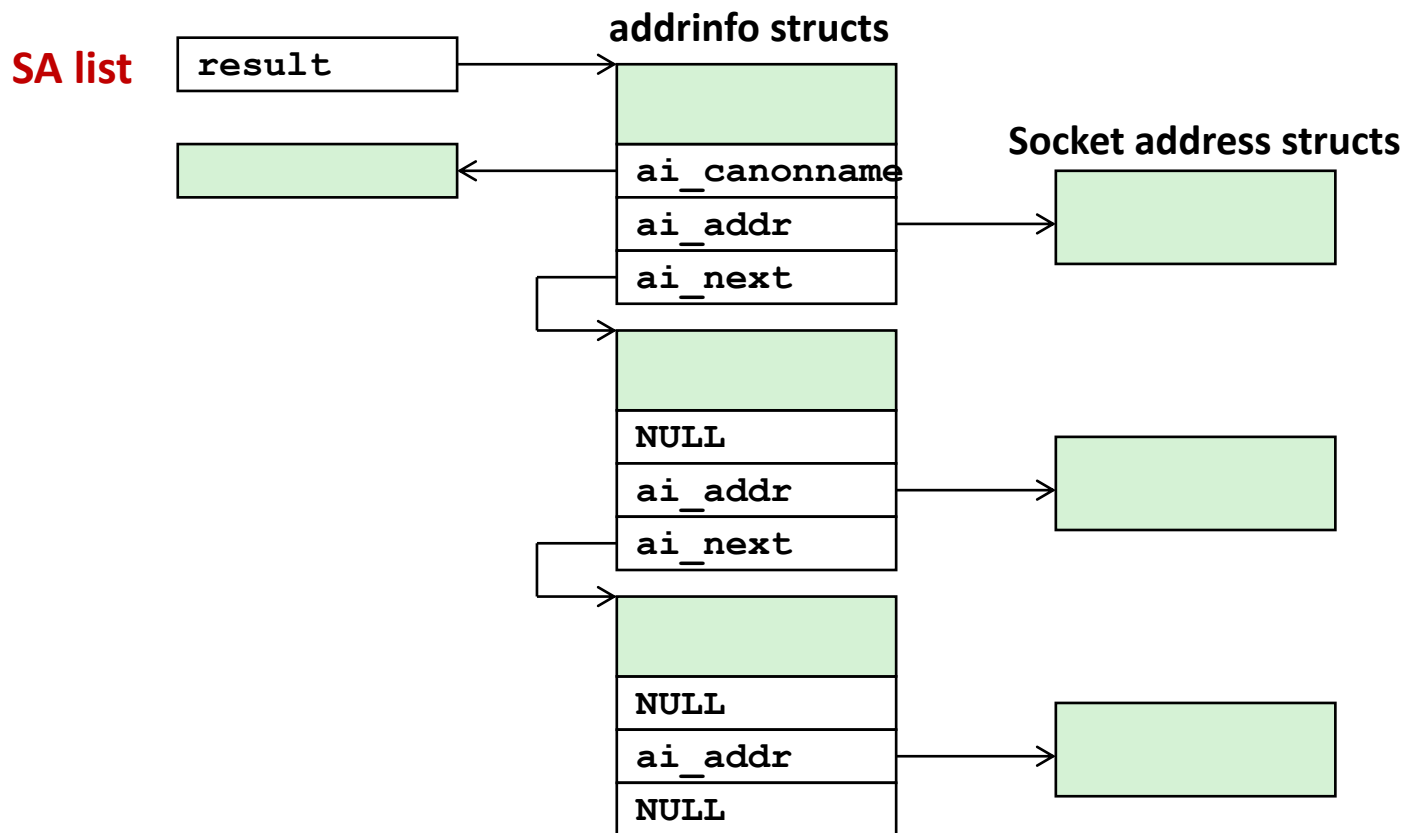 addrinfo structs
SA list
result
Socket address structs
ai_canonname
ai_addr
ai_next
NULL
ai_addr
ai_next
NULL
ai_addr
NULL